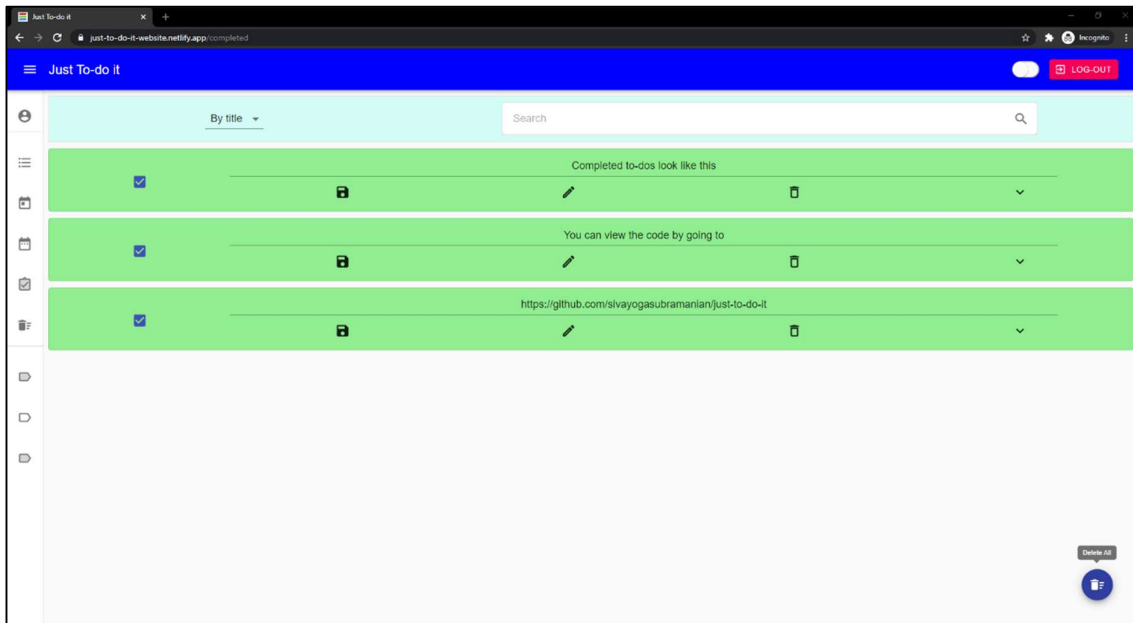 Just To-do it
just-to-do-it-website.netlify.app/completed
Incognito
Just To-do it
LOG-OUT
By title
Search
Completed to-dos look like this
You can view the code by going to
https://github.com/sivayogasubramanian/just-to-do-it
Delete All